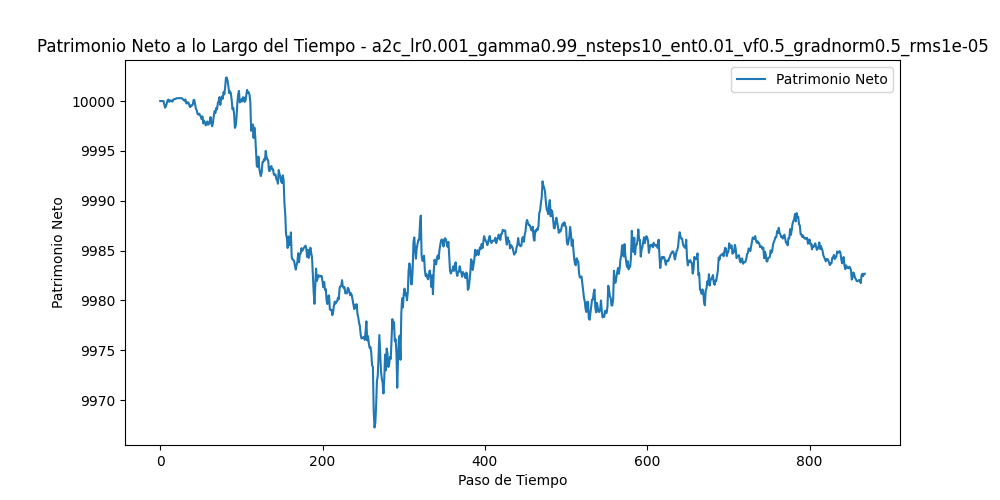 Patrimonio Neto a lo Largo del Tiempo - a2c_lr0.001_gamma0.99_nsteps10_ent0.01_vf0.5_gradnorm0.5_rms1e-05
Patrimonio Neto
10000
9995
9990
9985
9980
9975
9970
Patrimonio Neto
0 200 400 600 800
Paso de Tiempo